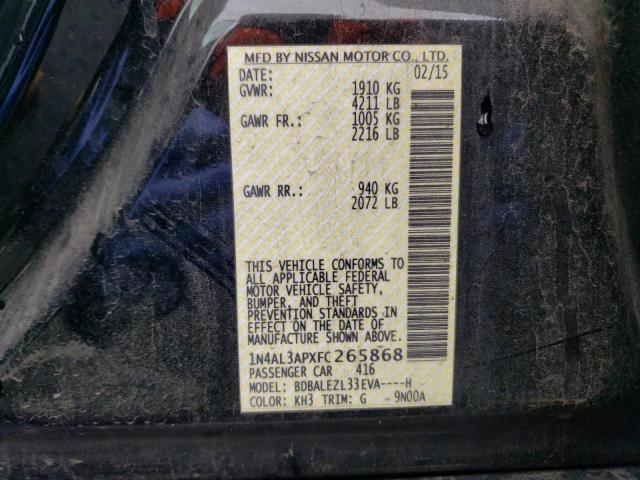 MFD BY NISSAN MOTOR CO., LTD.
DATE: 02/15
GVWR: 1910 KG
4211 LB
GAWR FR.: 1005 KG
2216 LB
GAWR RR.: 940 KG
2072 LB
THIS VEHICLE CONFORMS TO
ALL APPLICABLE FEDERAL
MOTOR VEHICLE SAFETY,
BUMPER, AND THEFT
PREVENTION STANDARDS IN
EFFECT ON THE DATE OF
MANUFACTURE SHOWN ABOVE.
1N4AL3APXFC265868
PASSENGER CAR 416
MODEL: BDBALEZL33EVA----H
COLOR: KH3 TRIM: G 9N00A